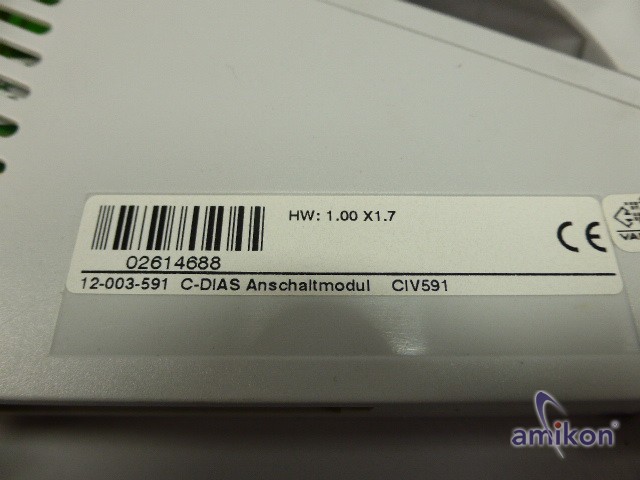 HW: 1.00 X1.7
CE
02614688
12-003-591 C-DIAS Anschaltmodul CIV591
amikon